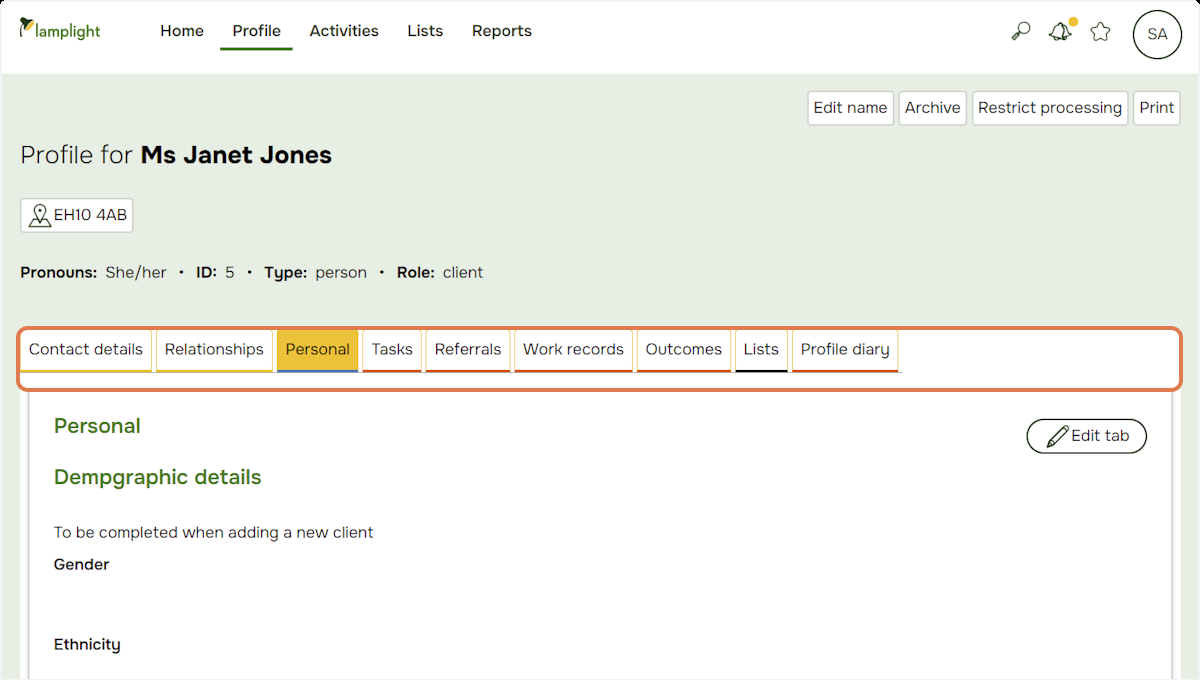 lamplight Home Profile Activities Lists Reports SA
Edit name Archive Restrict processing Print
Profile for Ms Janet Jones
EH10 4AB
Pronouns: She/her • ID: 5 • Type: person • Role: client
Contact details Relationships Personal Tasks Referrals Work records Outcomes Lists Profile diary
Personal
Edit tab
Dempgraphic details
To be completed when adding a new client
Gender
Ethnicity